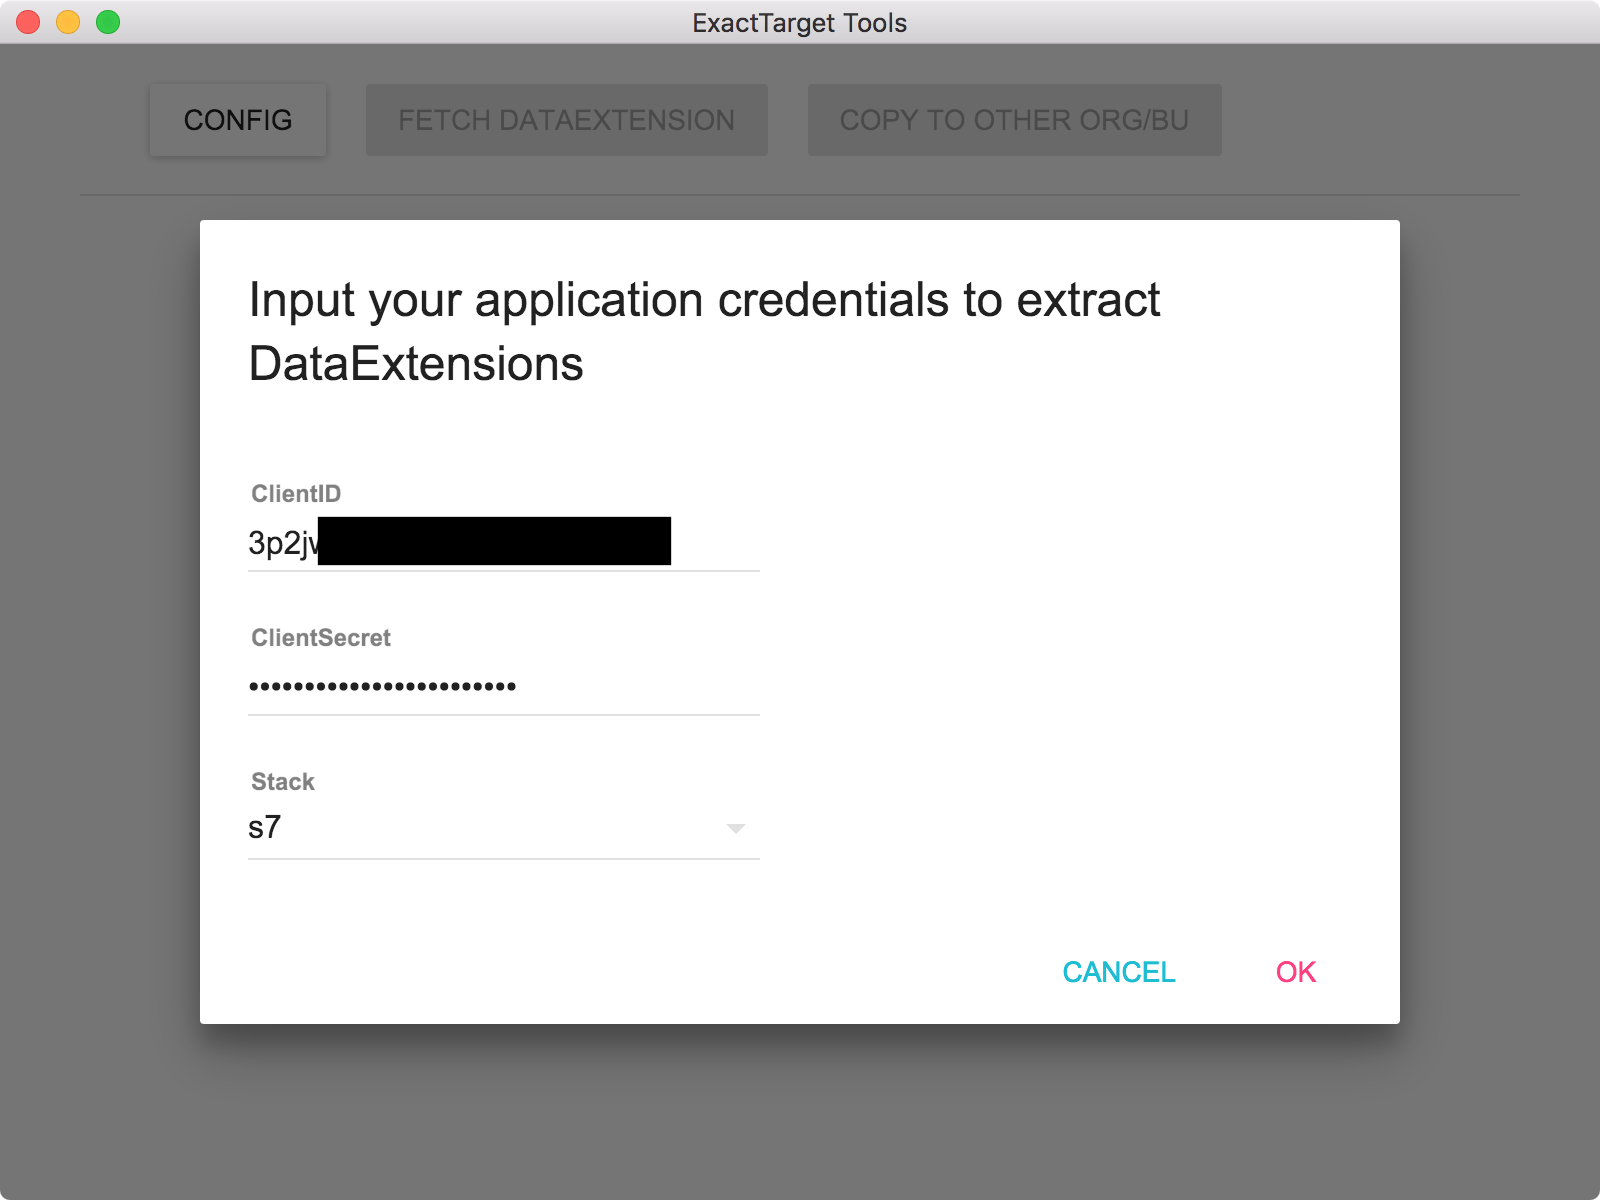 ExactTarget Tools
CONFIG
FETCH DATAEXTENSION
COPY TO OTHER ORG/BU
Input your application credentials to extract
DataExtensions
ClientID
3p2jv
ClientSecret
••••••••••••••••••••••••
Stack
s7
CANCEL
OK